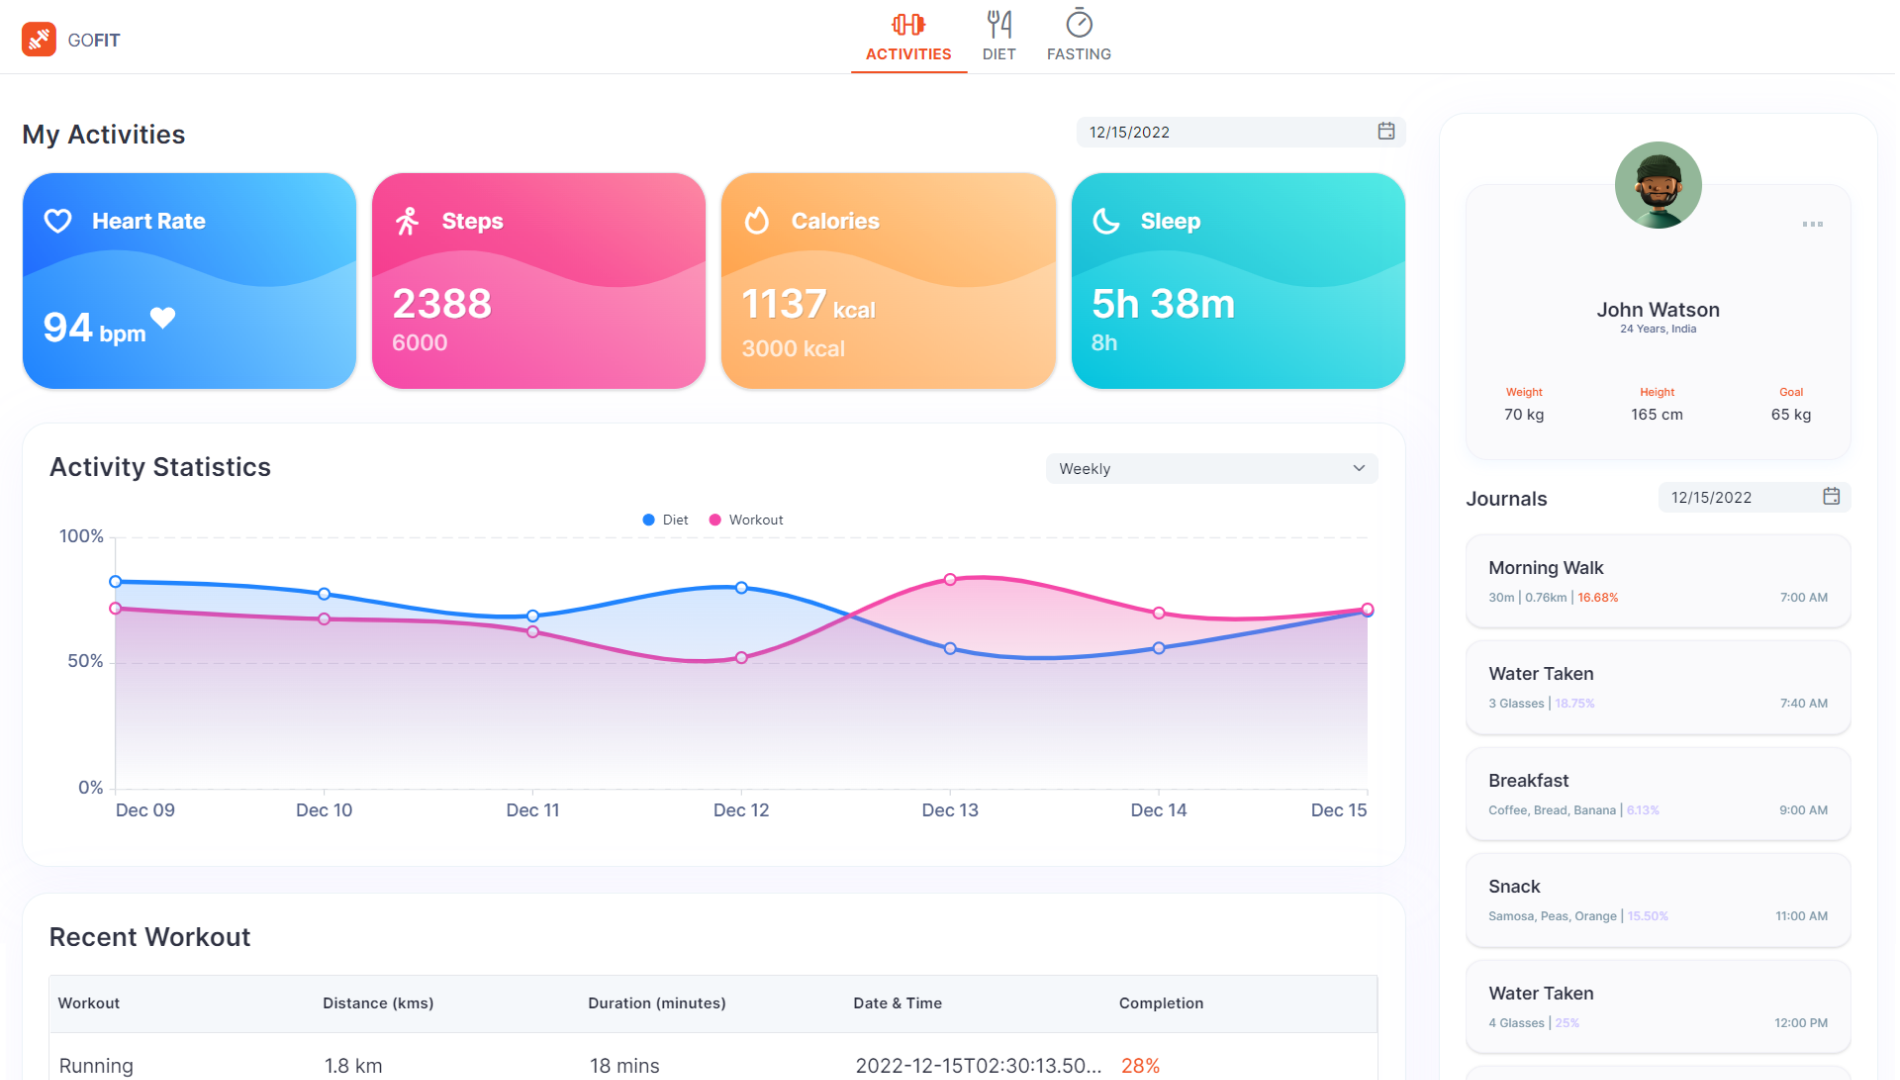 GOFIT
ACTIVITIES
DIET
FASTING
My Activities
12/15/2022
Heart Rate
94 bpm
Steps
2388
6000
Calories
1137 kcal
3000 kcal
Sleep
5h 38m
8h
Activity Statistics
Weekly
Diet
Workout
100%
50%
0%
Dec 09
Dec 10
Dec 11
Dec 12
Dec 13
Dec 14
Dec 15
Recent Workout
Workout Distance (kms) Duration (minutes) Date & Time Completion
Running 1.8 km 18 mins 2022-12-15T02:30:13.50... 28%
John Watson
24 Years, India
Weight
70 kg
Height
165 cm
Goal
65 kg
Journals
12/15/2022
Morning Walk
30m | 0.76km | 16.68% 7:00 AM
Water Taken
3 Glasses | 18.75% 7:40 AM
Breakfast
Coffee, Bread, Banana | 6.13% 9:00 AM
Snack
Samosa, Peas, Orange | 15.50% 11:00 AM
Water Taken
4 Glasses | 25% 12:00 PM